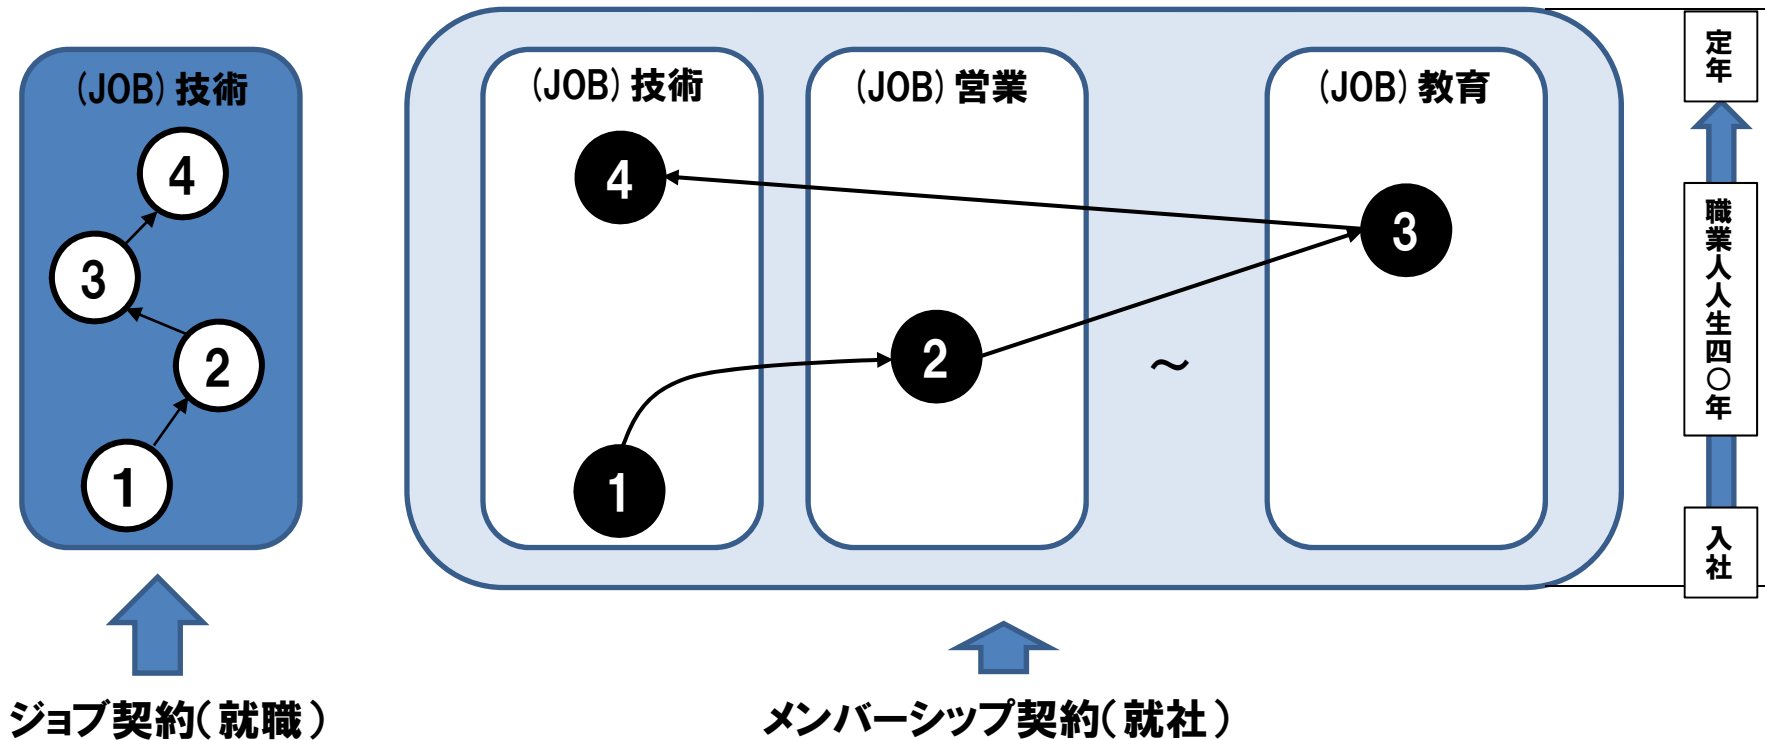 (JOB)技術
4
3
2
1
ジョブ契約(就職)
(JOB)技術
(JOB)営業
(JOB)教育
4
3
2
～
1
メンバーシップ契約(就社)
定年
職業人人生四〇年
入社